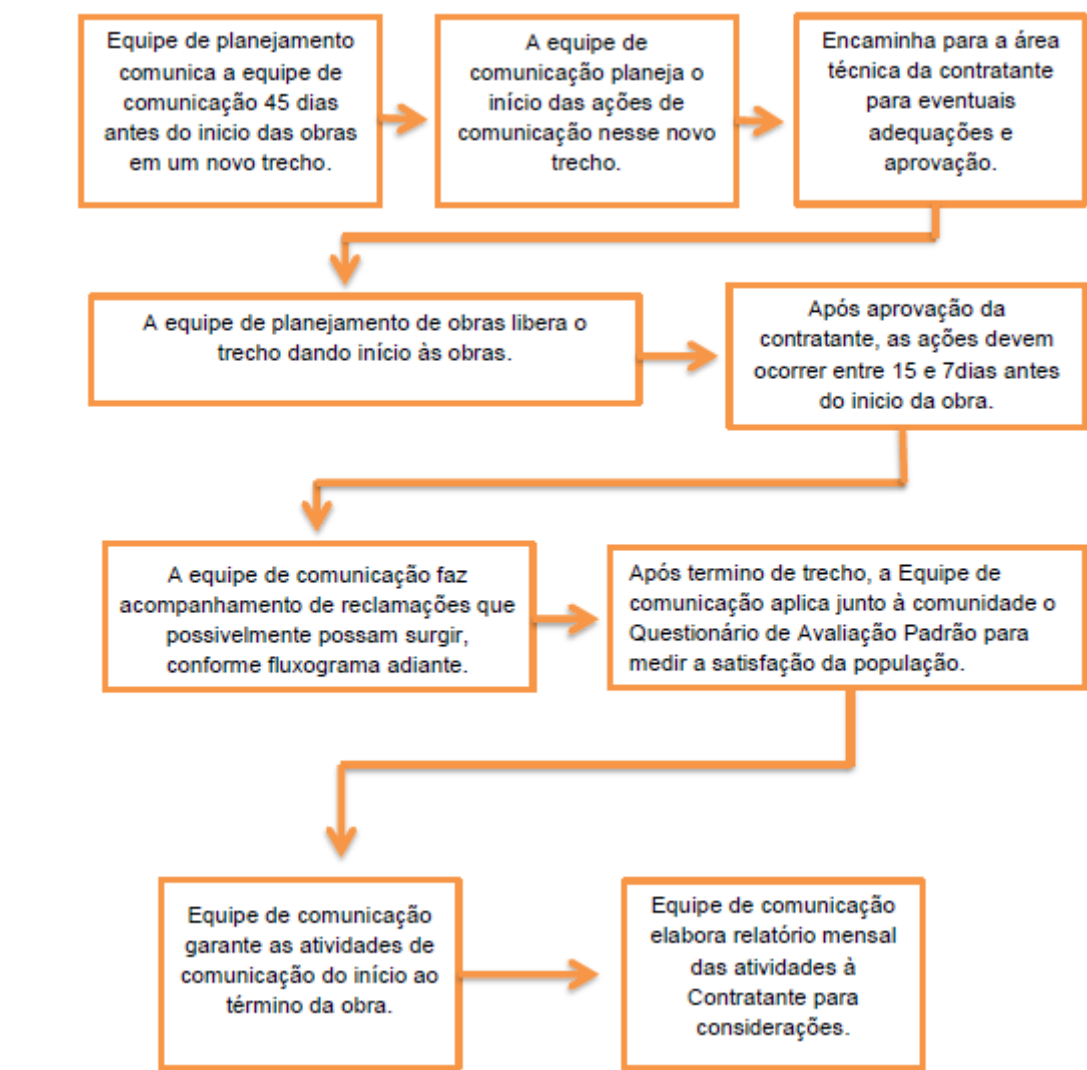 Equipe de planejamento
comunica a equipe de
comunicação 45 dias
antes do inicio das obras
em um novo trecho.
A equipe de
comunicação planeja o
início das ações de
comunicação nesse novo
trecho.
Encaminha para a área
técnica da contratante
para eventuais
adequações e
aprovação.
A equipe de planejamento de obras libera o
trecho dando início às obras.
Após aprovação da
contratante, as ações devem
ocorrer entre 15 e 7dias antes
do inicio da obra.
A equipe de comunicação faz
acompanhamento de reclamações que
possivelmente possam surgir,
conforme fluxograma adiante.
Após termino de trecho, a Equipe de
comunicação aplica junto à comunidade o
Questionário de Avaliação Padrão para
medir a satisfação da população.
Equipe de comunicação
garante as atividades de
comunicação do início ao
término da obra.
Equipe de comunicação
elabora relatório mensal
das atividades à
Contratante para
considerações.